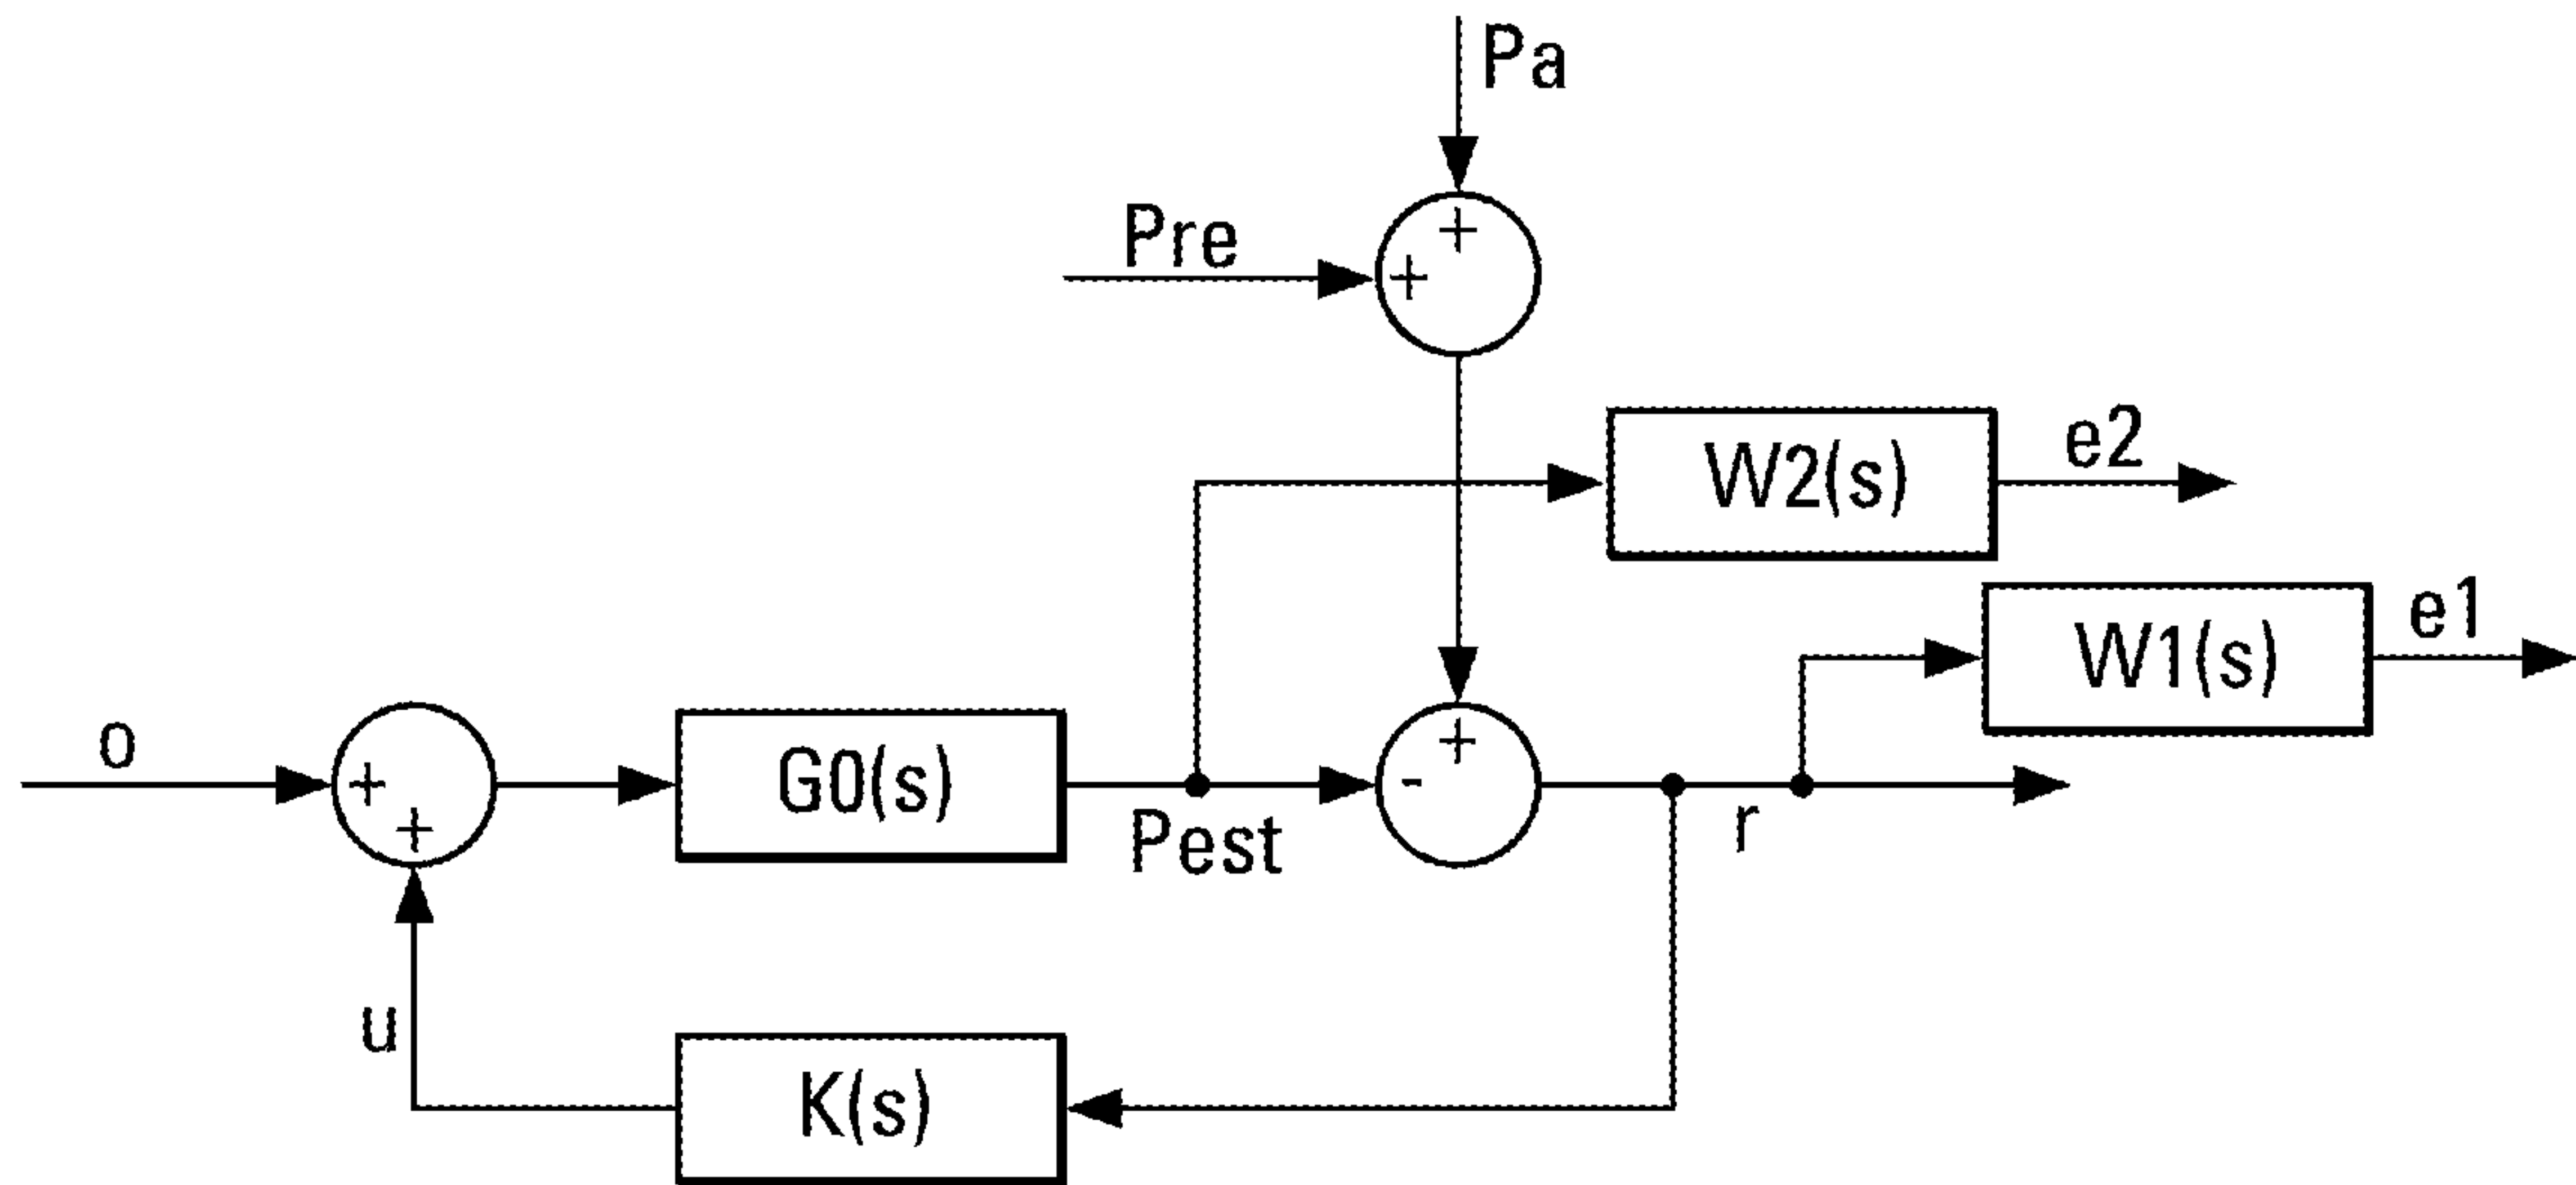 Pa
Pre
+
+
W2(s)
e2
W1(s)
e1
o
+
+
G0(s)
Pest
+
-
r
u
K(s)